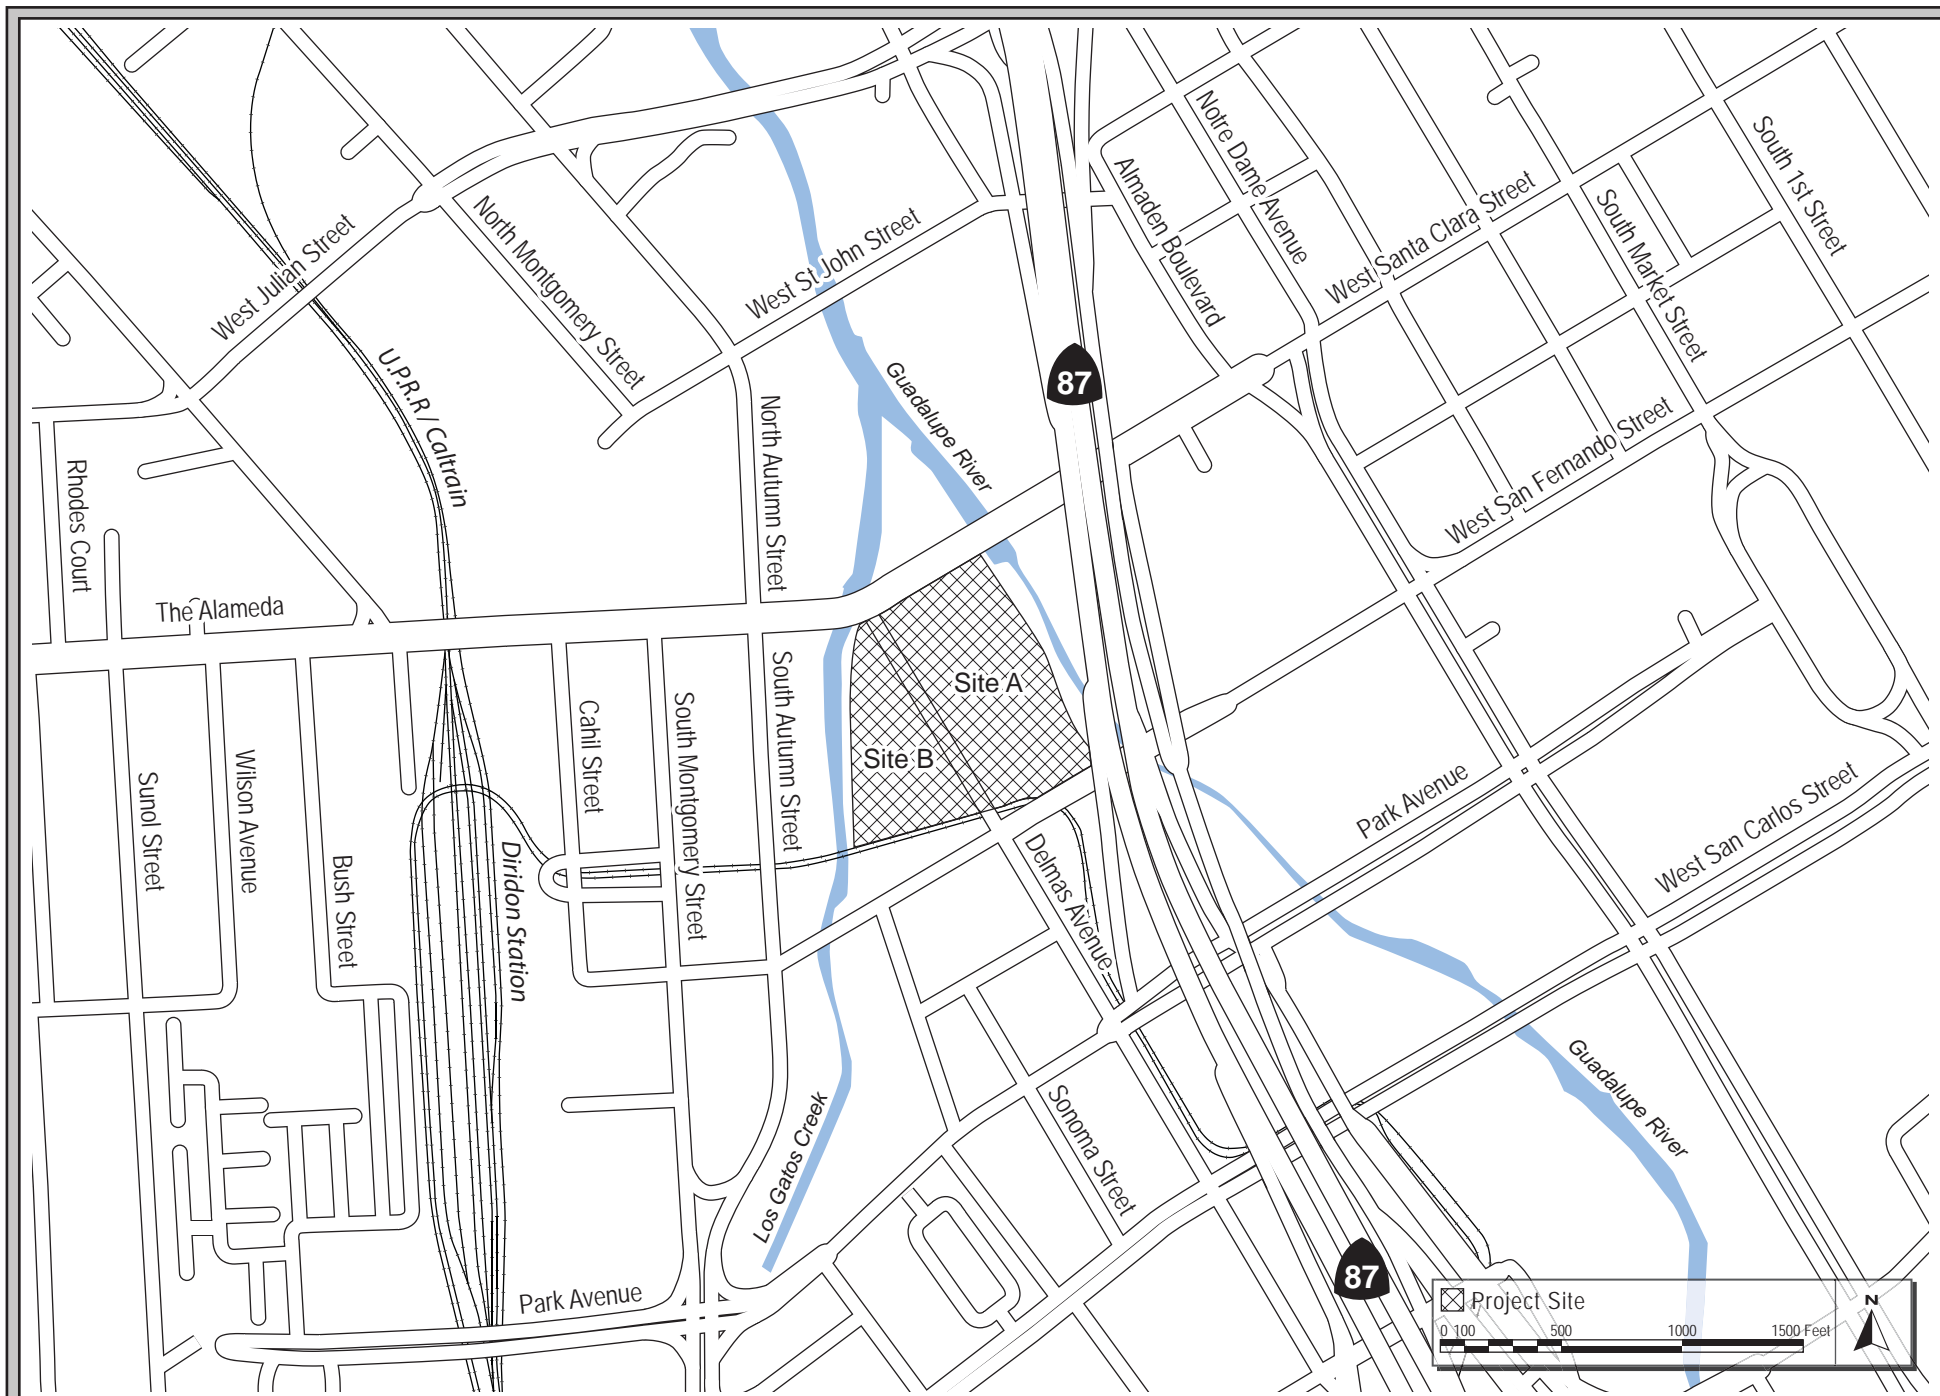 Notre Dame Avenue
South 1st Street
Almaden Boulevard
West Santa Clara Street
South Market Street
North Montgomery Street
West St John Street
West Julian Street
U.P.R.R / Caltrain
87
Guadalupe River
North Autumn Street
West San Fernando Street
Rhodes Court
The Alameda
Site A
Site B
South Autumn Street
South Montgomery Street
Cahil Street
Wilson Avenue
Sunol Street
Bush Street
Diridon Station
Delmas Avenue
Park Avenue
West San Carlos Street
Guadalupe River
Los Gatos Creek
Sonoma Street
Park Avenue
87
Project Site
0 100 500 1000 1500 Feet
N